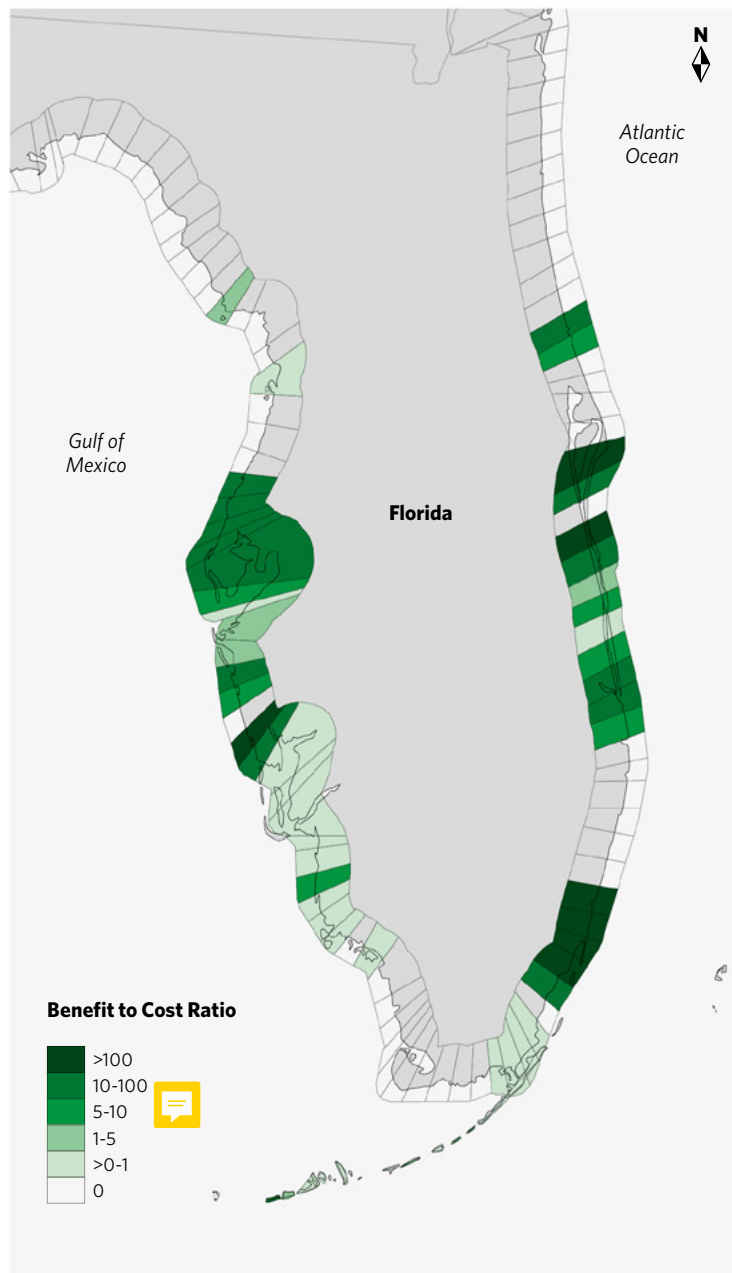 N
Atlantic
Ocean
Gulf of
Mexico
Florida
Benefit to Cost Ratio
>100
10-100
5-10
1-5
>0-1
0